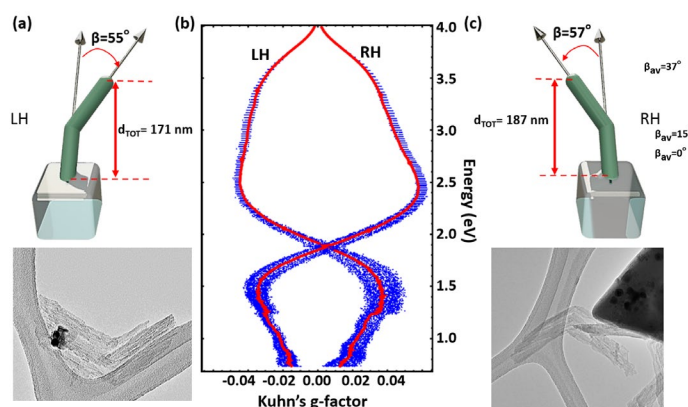 (a)
β=55°
LH
dTOT= 171 nm
(b)
LH
RH
4.0
3.5
3.0
2.5
2.0
1.5
1.0
Energy (eV)
-0.04 -0.02 0.00 0.02 0.04
Kuhn's g-factor
(c)
β=57°
dTOT= 187 nm
βav=37°
RH
βav=15
βav=0°